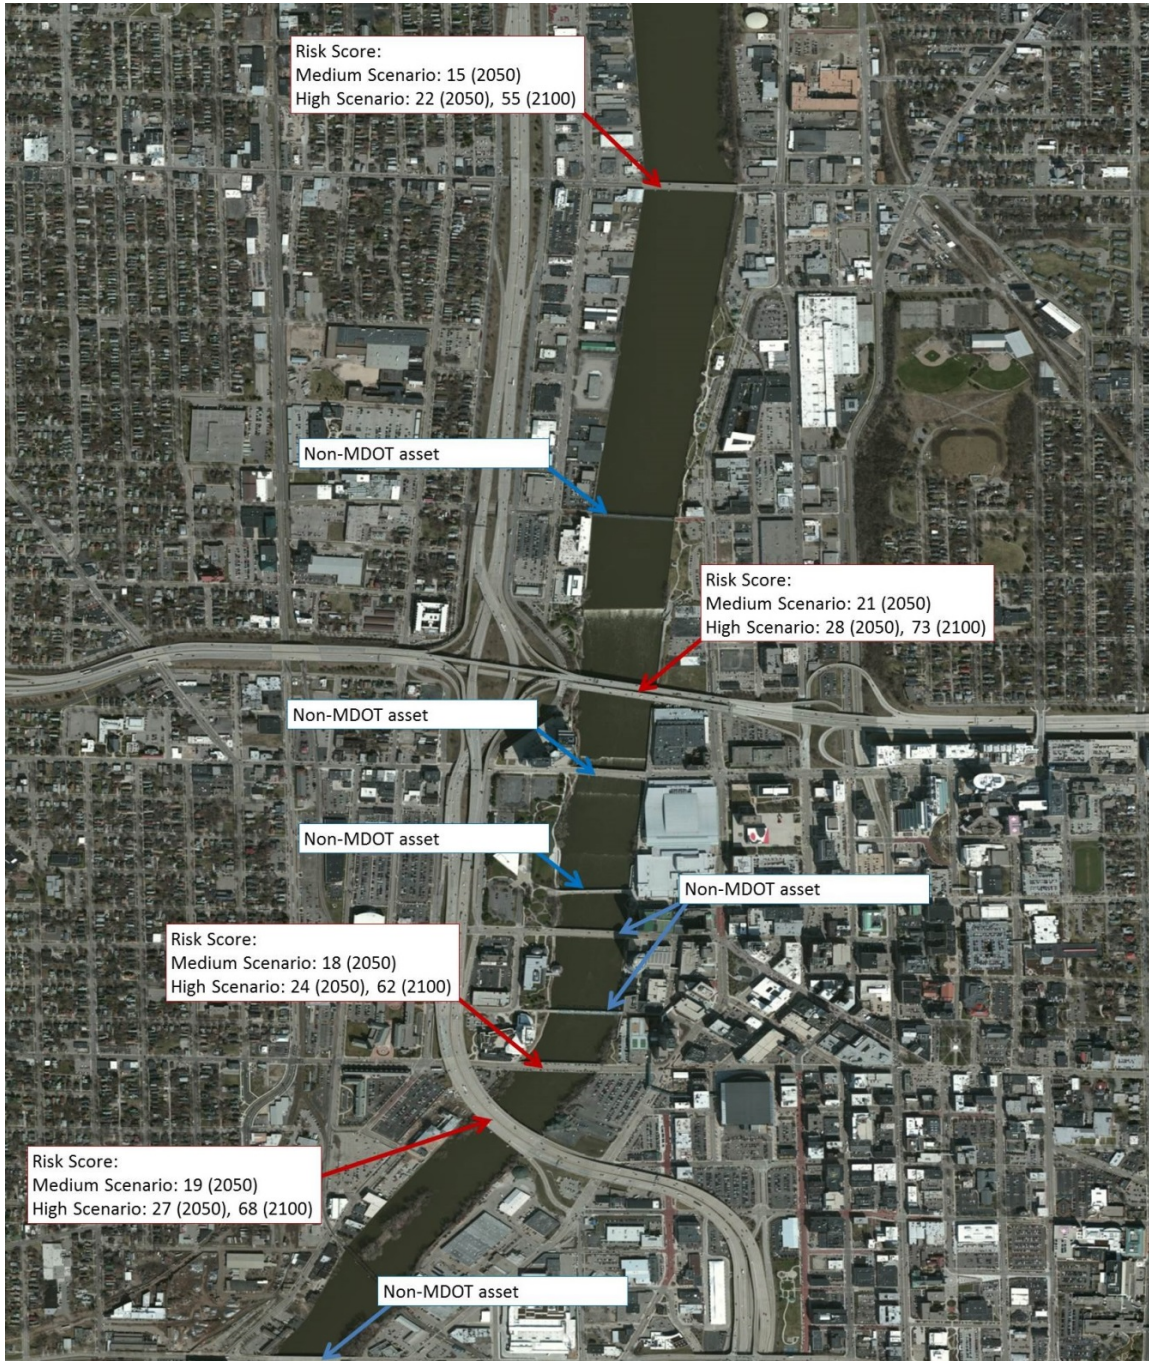 Risk Score:
Medium Scenario: 15 (2050)
High Scenario: 22 (2050), 55 (2100)
Non-MDOT asset
Risk Score:
Medium Scenario: 21 (2050)
High Scenario: 28 (2050), 73 (2100)
Non-MDOT asset
Non-MDOT asset
Non-MDOT asset
Risk Score:
Medium Scenario: 18 (2050)
High Scenario: 24 (2050), 62 (2100)
Risk Score:
Medium Scenario: 19 (2050)
High Scenario: 27 (2050), 68 (2100)
Non-MDOT asset